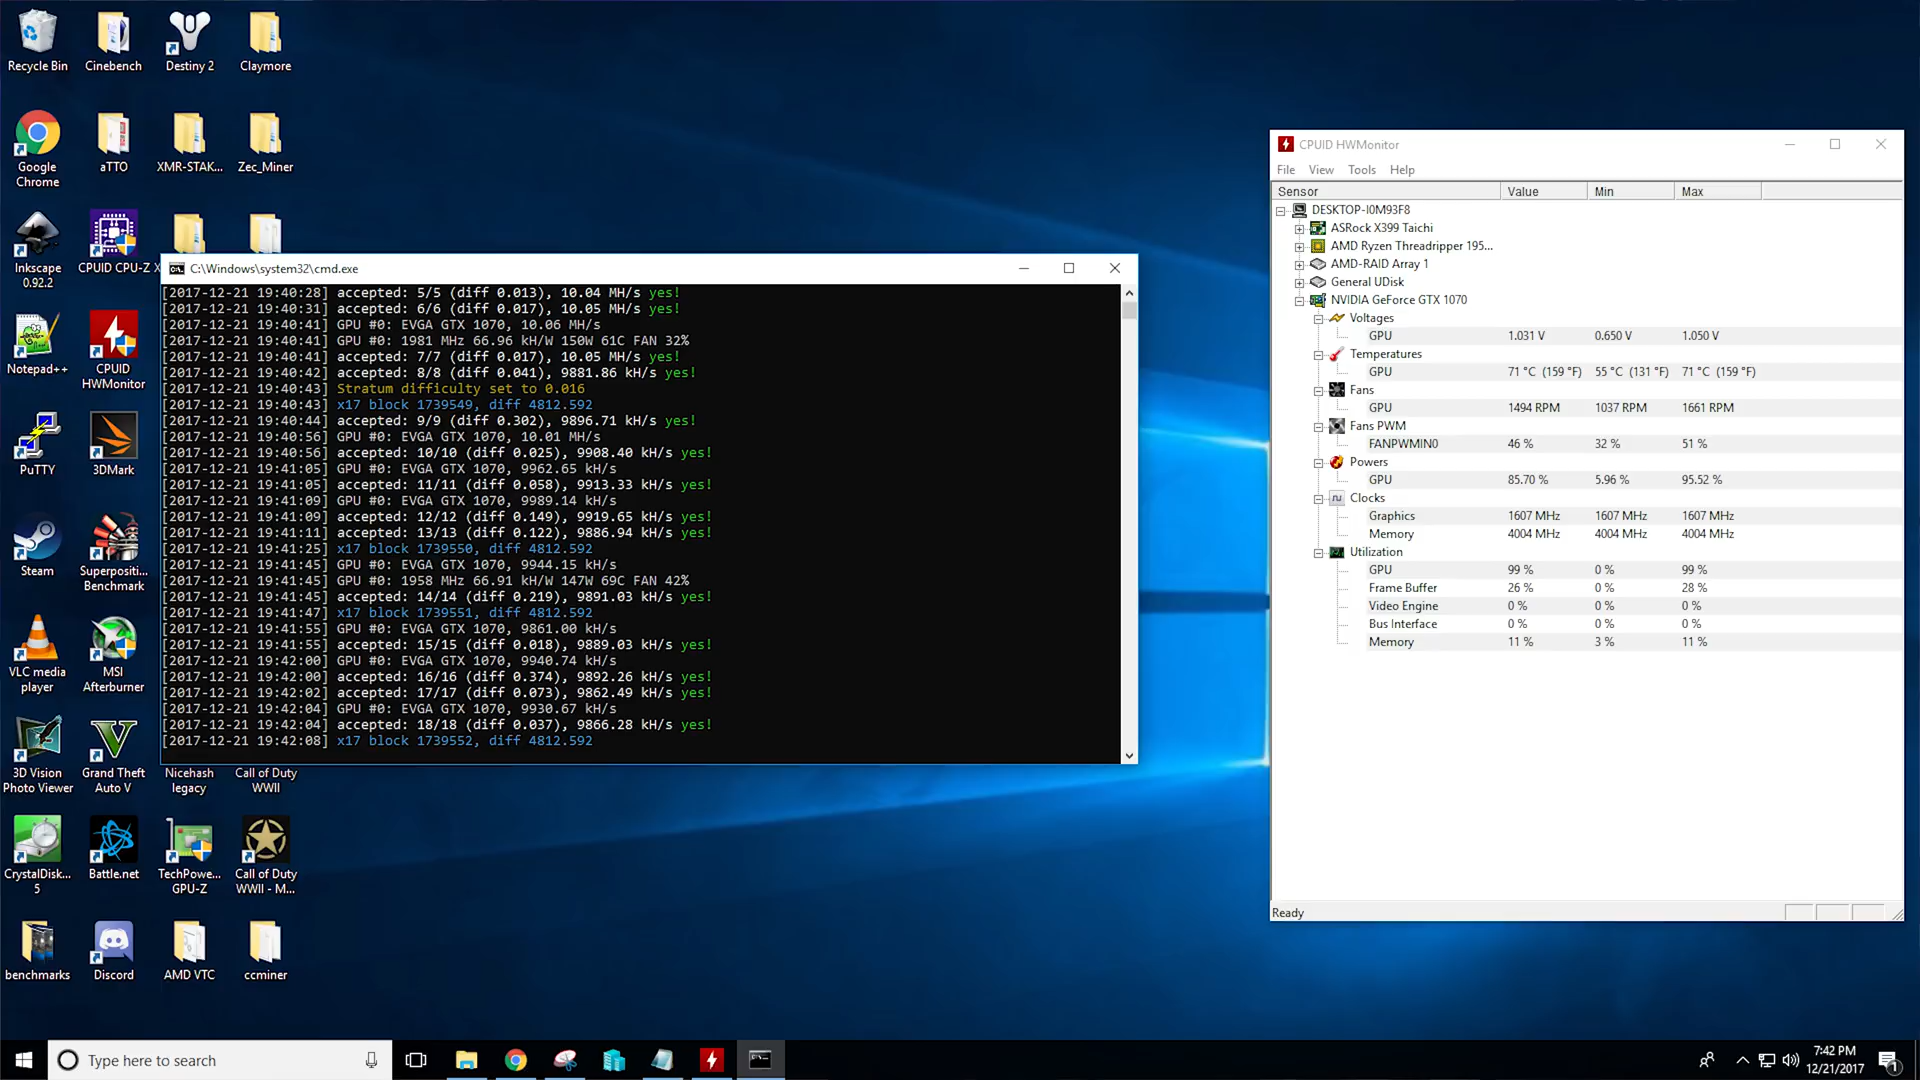 Recycle Bin
Cinebench
Destiny 2
Claymore
Google Chrome
aTTO
XMR-STAK...
Zec_Miner
Inkscape 0.92.2
CPUID CPU-Z
X
Notepad++
CPUID HWMonitor
PuTTY
3DMark
Steam
Superpositi... Benchmark
VLC media player
MSI Afterburner
3D Vision Photo Viewer
Grand Theft Auto V
Nicehash legacy
Call of Duty WWII
CrystalDisk... 5
Battle.net
TechPowe... GPU-Z
Call of Duty WWII - M...
benchmarks
Discord
AMD VTC
ccminer
C:\Windows\system32\cmd.exe
[2017-12-21 19:40:28] accepted: 5/5 (diff 0.013), 10.04 MH/s yes!
[2017-12-21 19:40:31] accepted: 6/6 (diff 0.017), 10.05 MH/s yes!
[2017-12-21 19:40:41] GPU #0: EVGA GTX 1070, 10.06 MH/s
[2017-12-21 19:40:41] GPU #0: 1981 MHz 66.96 kH/W 150W 61C FAN 32%
[2017-12-21 19:40:41] accepted: 7/7 (diff 0.017), 10.05 MH/s yes!
[2017-12-21 19:40:42] accepted: 8/8 (diff 0.041), 9881.86 kH/s yes!
[2017-12-21 19:40:43] Stratum difficulty set to 0.016
[2017-12-21 19:40:43] x17 block 1739549, diff 4812.592
[2017-12-21 19:40:44] accepted: 9/9 (diff 0.302), 9896.71 kH/s yes!
[2017-12-21 19:40:56] GPU #0: EVGA GTX 1070, 10.01 MH/s
[2017-12-21 19:40:56] accepted: 10/10 (diff 0.025), 9908.40 kH/s yes!
[2017-12-21 19:41:05] GPU #0: EVGA GTX 1070, 9962.65 kH/s
[2017-12-21 19:41:05] accepted: 11/11 (diff 0.058), 9913.33 kH/s yes!
[2017-12-21 19:41:09] GPU #0: EVGA GTX 1070, 9989.14 kH/s
[2017-12-21 19:41:09] accepted: 12/12 (diff 0.149), 9919.65 kH/s yes!
[2017-12-21 19:41:11] accepted: 13/13 (diff 0.122), 9886.94 kH/s yes!
[2017-12-21 19:41:25] x17 block 1739550, diff 4812.592
[2017-12-21 19:41:45] GPU #0: EVGA GTX 1070, 9944.15 kH/s
[2017-12-21 19:41:45] GPU #0: 1958 MHz 66.91 kH/W 147W 69C FAN 42%
[2017-12-21 19:41:45] accepted: 14/14 (diff 0.219), 9891.03 kH/s yes!
[2017-12-21 19:41:47] x17 block 1739551, diff 4812.592
[2017-12-21 19:41:55] GPU #0: EVGA GTX 1070, 9861.00 kH/s
[2017-12-21 19:41:55] accepted: 15/15 (diff 0.018), 9889.03 kH/s yes!
[2017-12-21 19:42:00] GPU #0: EVGA GTX 1070, 9940.74 kH/s
[2017-12-21 19:42:00] accepted: 16/16 (diff 0.374), 9892.26 kH/s yes!
[2017-12-21 19:42:02] accepted: 17/17 (diff 0.073), 9862.49 kH/s yes!
[2017-12-21 19:42:04] GPU #0: EVGA GTX 1070, 9930.67 kH/s
[2017-12-21 19:42:04] accepted: 18/18 (diff 0.037), 9866.28 kH/s yes!
[2017-12-21 19:42:08] x17 block 1739552, diff 4812.592
CPUID HWMonitor
File View Tools Help
Sensor Value Min Max
DESKTOP-I0M93F8
ASRock X399 Taichi
AMD Ryzen Threadripper 195...
AMD-RAID Array 1
General UDisk
NVIDIA GeForce GTX 1070
Voltages
GPU 1.031 V 0.650 V 1.050 V
Temperatures
GPU 71 °C (159 °F) 55 °C (131 °F) 71 °C (159 °F)
Fans
GPU 1494 RPM 1037 RPM 1661 RPM
Fans PWM
FANPWMIN0 46 % 32 % 51 %
Powers
GPU 85.70 % 5.96 % 95.52 %
Clocks
Graphics 1607 MHz 1607 MHz 1607 MHz
Memory 4004 MHz 4004 MHz 4004 MHz
Utilization
GPU 99 % 0 % 99 %
Frame Buffer 26 % 0 % 28 %
Video Engine 0 % 0 % 0 %
Bus Interface 0 % 0 % 0 %
Memory 11 % 3 % 11 %
Ready
Type here to search
7:42 PM
12/21/2017
1